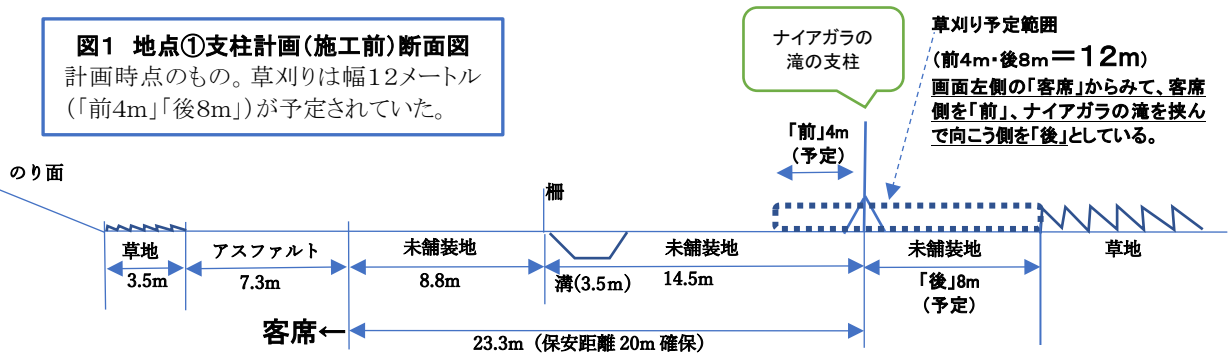 図1 地点①支柱計画(施工前)断面図
計画時点のもの。草刈りは幅12メートル
(「前4m」「後8m」)が予定されていた。
ナイアガラの
滝の支柱
草刈り予定範囲
(前4m・後8m=12m)
画面左側の「客席」からみて、客席
側を「前」、ナイアガラの滝を挟ん
で向こう側を「後」としている。
「前」4m
(予定)
のり面
柵
草地
アスファルト
未舗装地
未舗装地
未舗装地
草地
3.5m
7.3m
8.8m
溝(3.5m)
14.5m
「後」8m
(予定)
客席←
23.3m (保安距離 20m 確保)